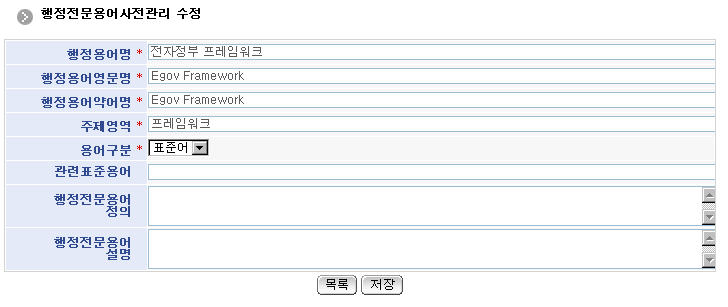 행정전문용어사전관리 수정
행정용어명 * 전자정부 프레임워크
행정용어영문명 * Egov Framework
행정용어약어명 * Egov Framework
주제영역 * 프레임워크
용어구분 * 표준어
관련표준용어
행정전문용어
정의
행정전문용어
설명
목록 저장